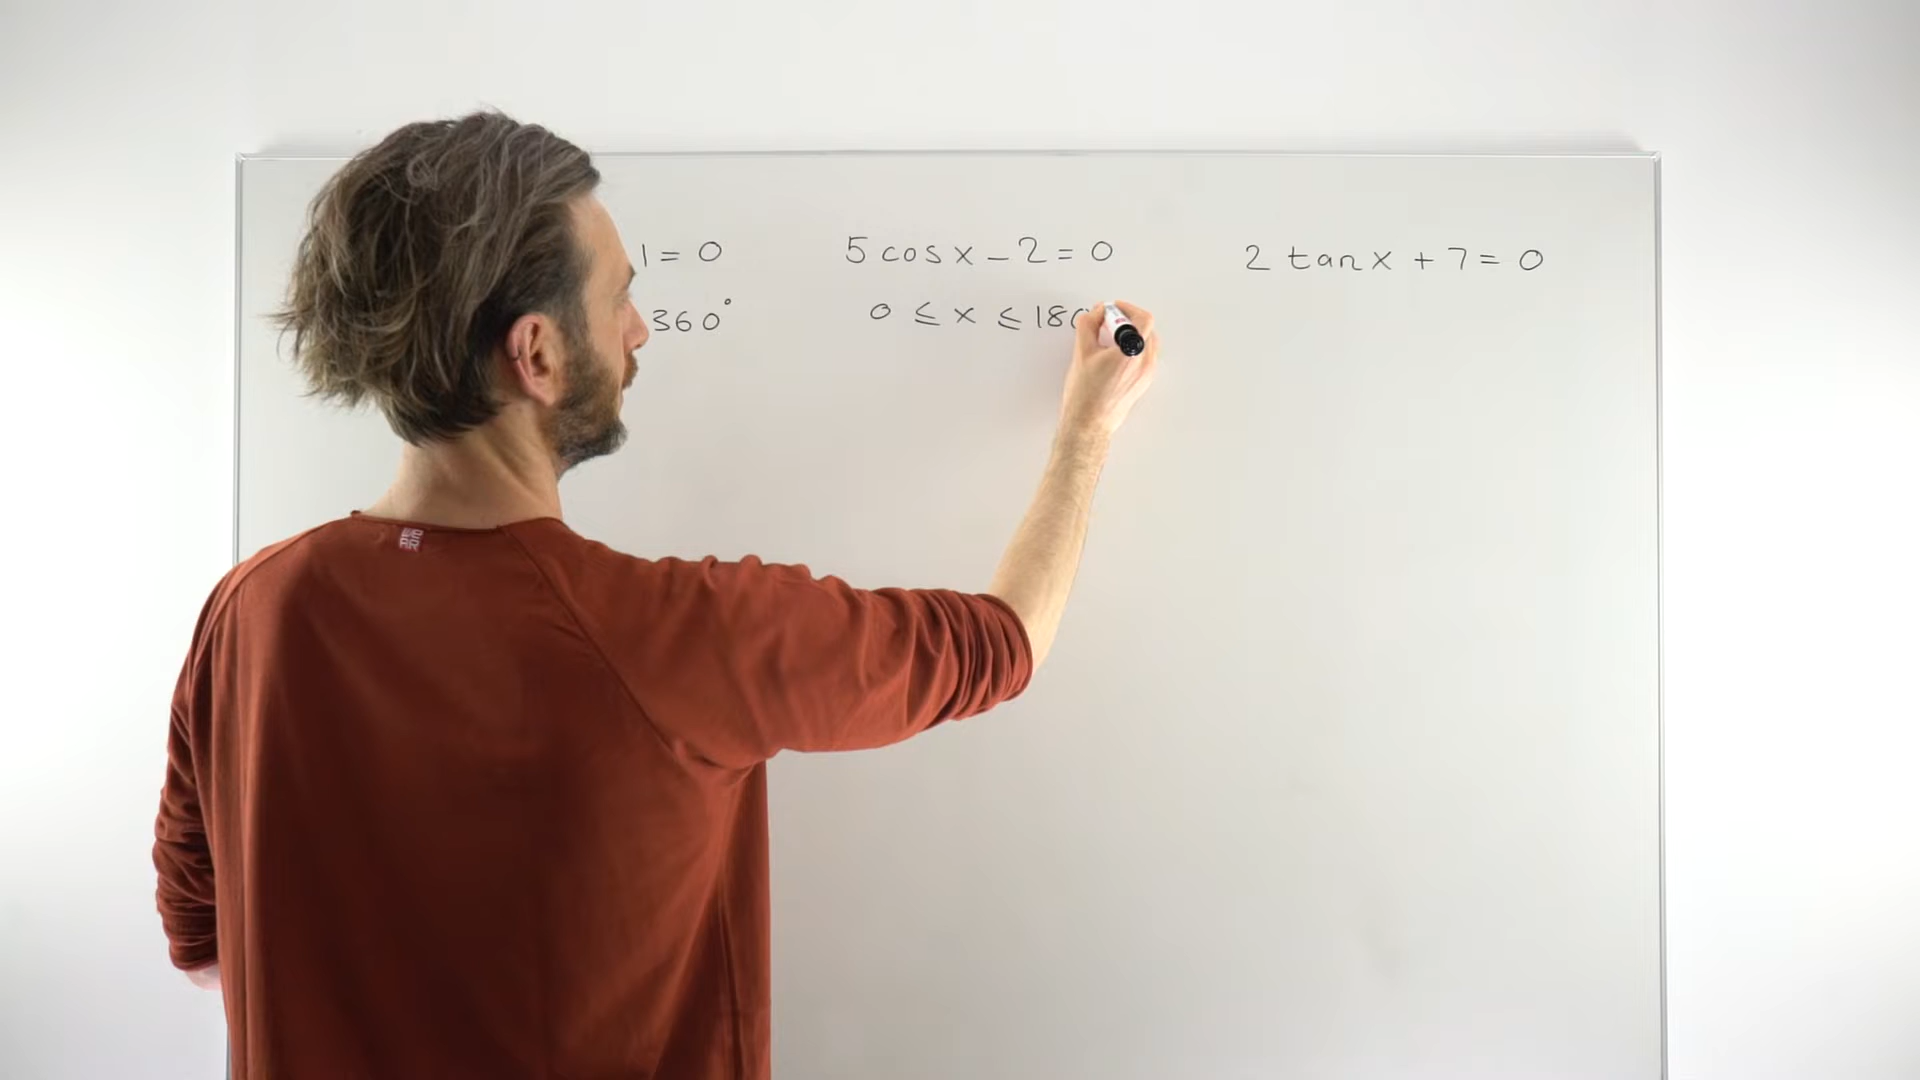 1 = 0
360°
5 cos x – 2 = 0
0 ≤ x ≤ 180
2 tan x + 7 = 0